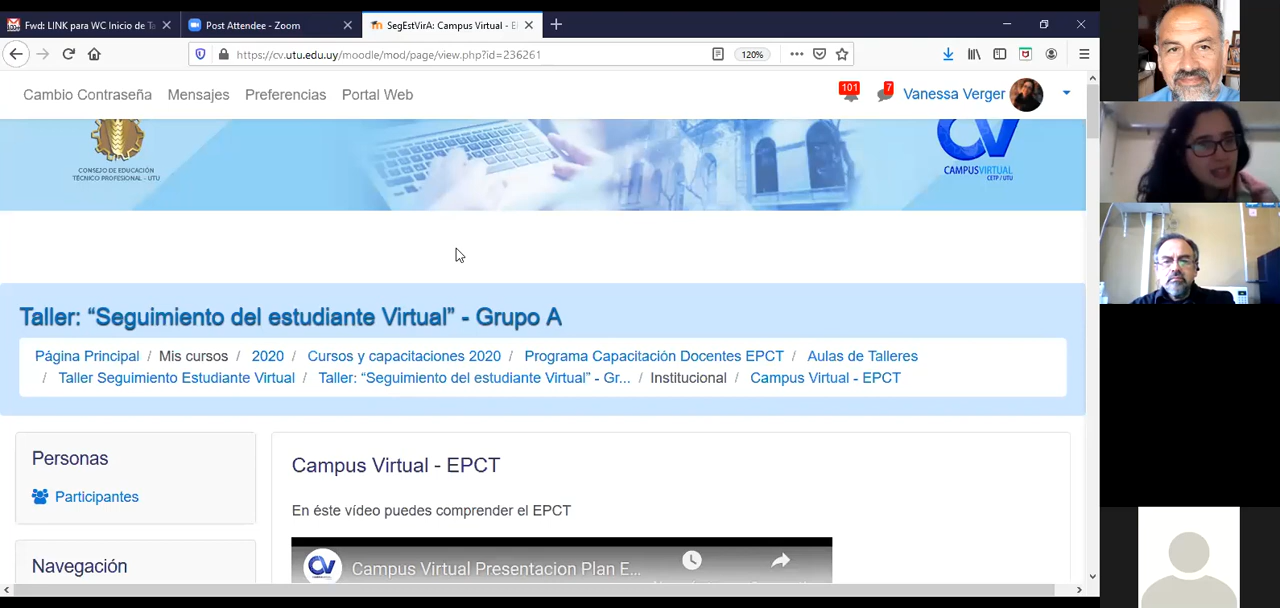 Fwd: LINK para WC Inicio de Ta
Post Attendee - Zoom
SegEstVirA: Campus Virtual - E
https://cv.utu.edu.uy/moodle/mod/page/view.php?id=236261
120%
Cambio Contraseña Mensajes Preferencias Portal Web
101
7
Vanessa Verger
CONSEJO DE EDUCACIÓN
TÉCNICO PROFESIONAL - UTU
CV
CAMPUSVIRTUAL
CETP / UTU
Taller: “Seguimiento del estudiante Virtual” - Grupo A
Página Principal / Mis cursos / 2020 / Cursos y capacitaciones 2020 / Programa Capacitación Docentes EPCT / Aulas de Talleres
/ Taller Seguimiento Estudiante Virtual / Taller: “Seguimiento del estudiante Virtual” - Gr... / Institucional / Campus Virtual - EPCT
Personas
Participantes
Navegación
Campus Virtual - EPCT
En éste vídeo puedes comprender el EPCT
CV
Campus Virtual Presentacion Plan E...